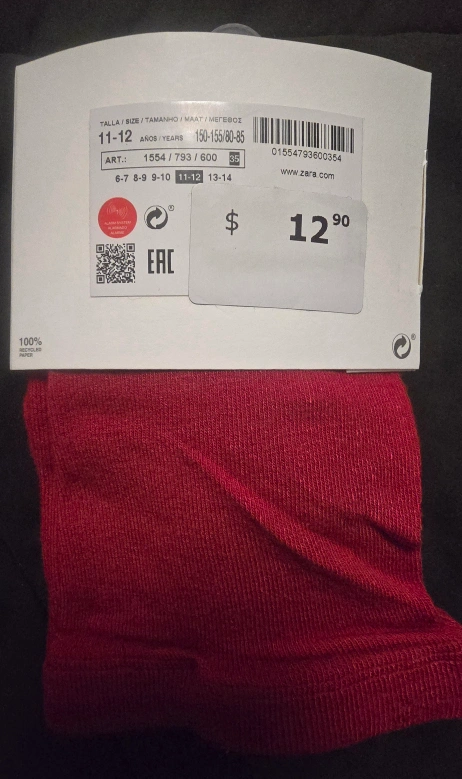 TALLA / SIZE / TAMANHO / MAAT / ΜΕΓΕΘΟΣ
11-12 AÑOS / YEARS 150-155/80-85
ART.: 1554 / 793 / 600 35
01554793600354
6-7 8-9 9-10 11-12 13-14
www.zara.com
$ 12 90
EAC
100%
RECYCLED
PAPER